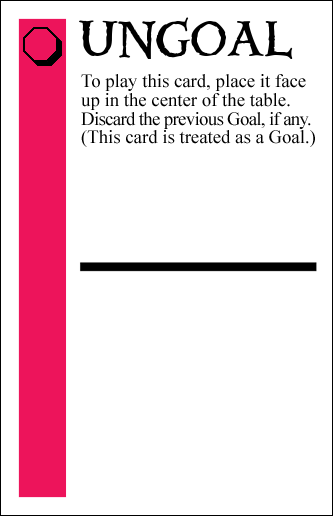 UNGOAL
To play this card, place it face
up in the center of the table.
Discard the previous Goal, if any.
(This card is treated as a Goal.)